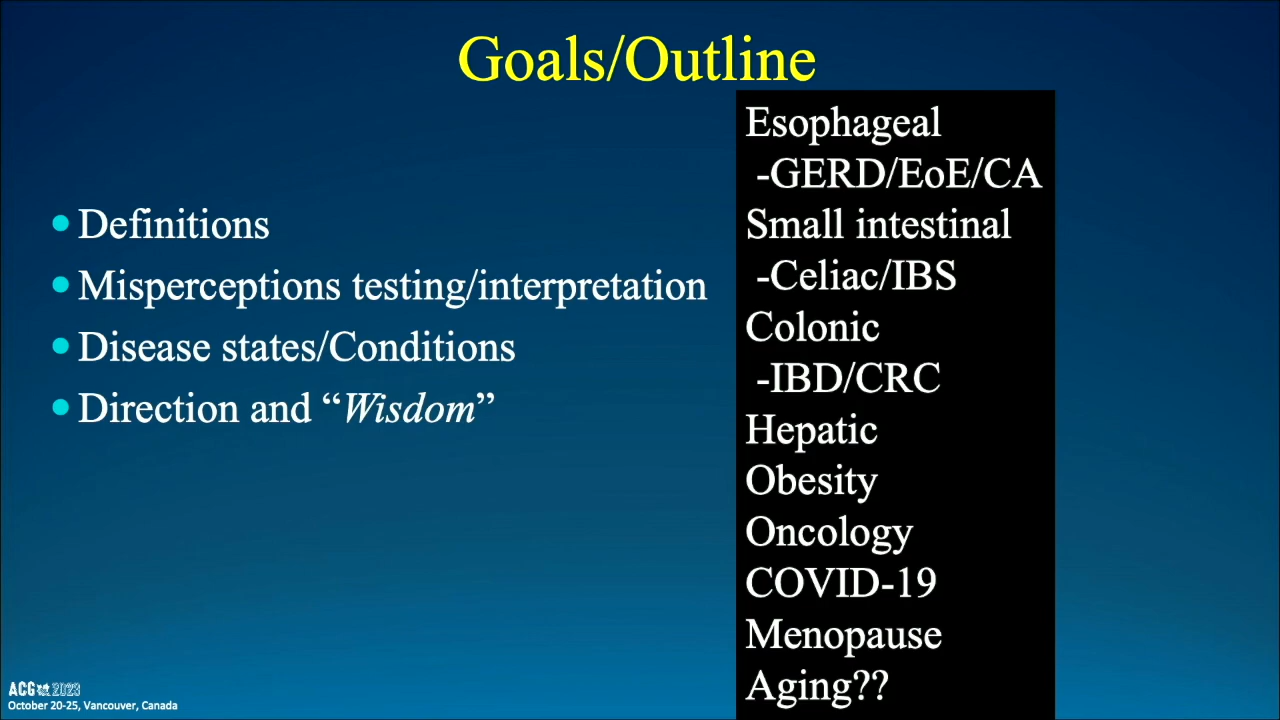 Goals/Outline
• Definitions
• Misperceptions testing/interpretation
• Disease states/Conditions
• Direction and “Wisdom”
Esophageal
-GERD/EoE/CA
Small intestinal
-Celiac/IBS
Colonic
-IBD/CRC
Hepatic
Obesity
Oncology
COVID-19
Menopause
Aging??
ACG 2023
October 20-25, Vancouver, Canada